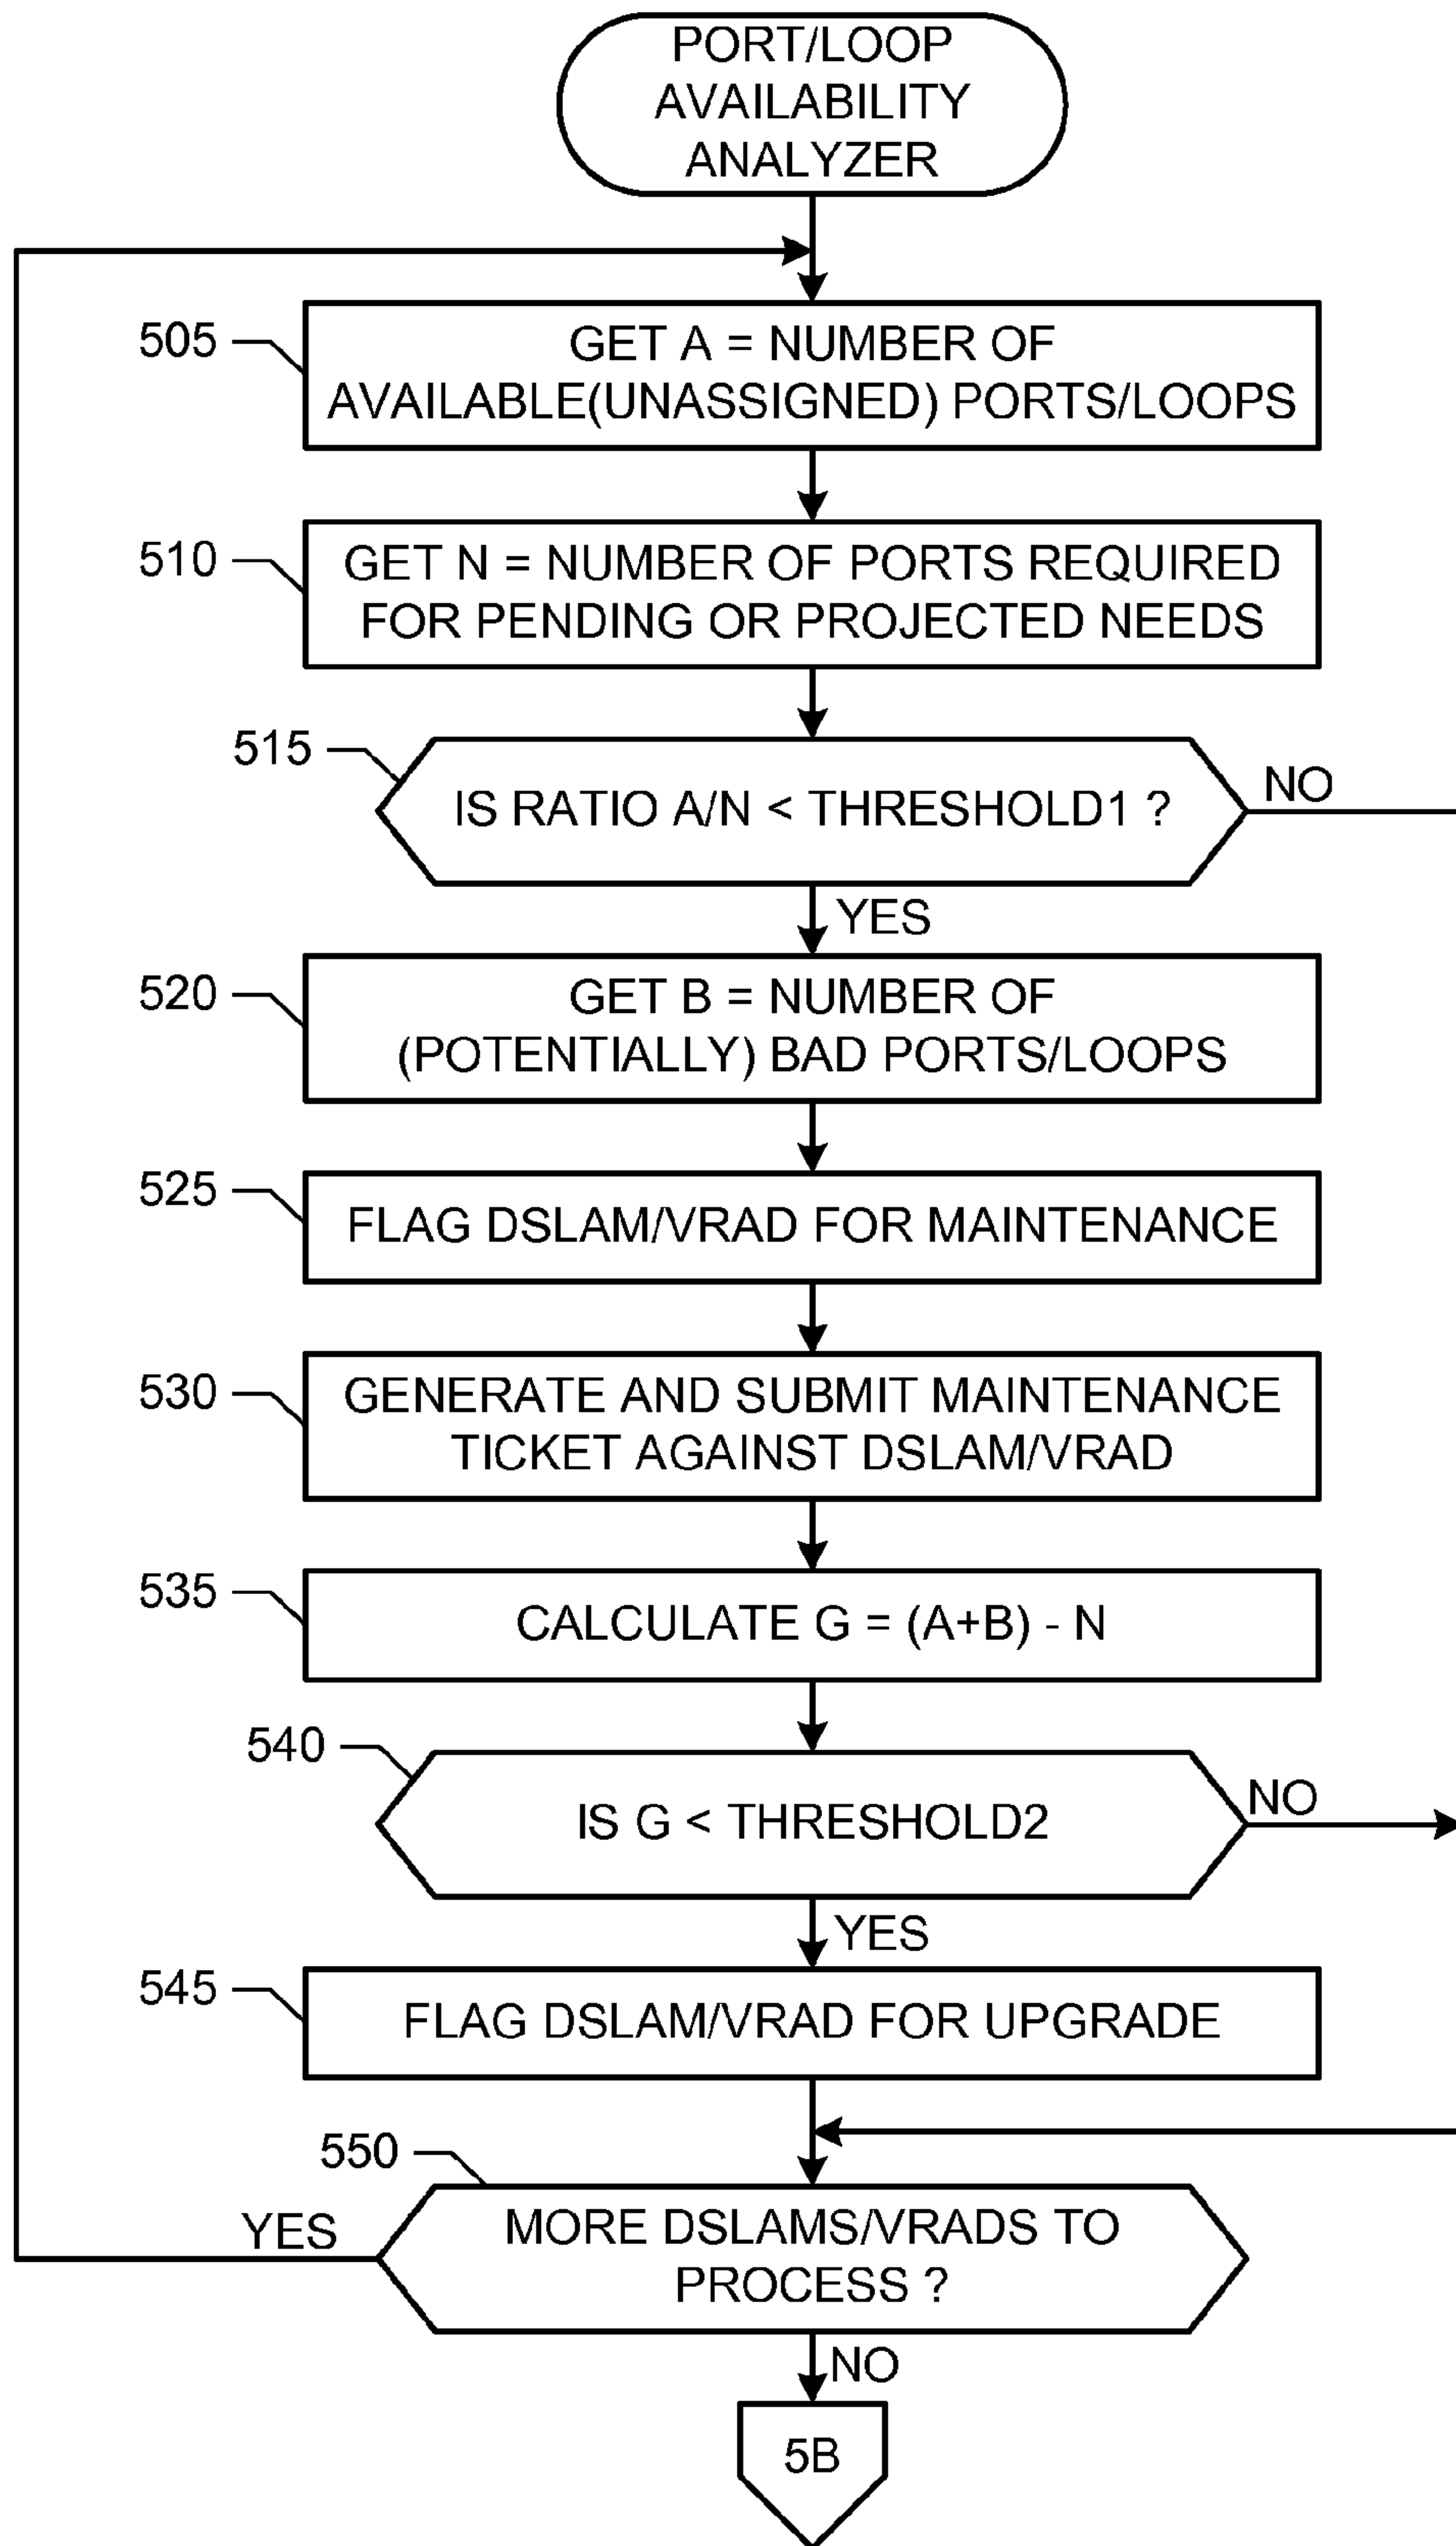 PORT/LOOP
AVAILABILITY
ANALYZER
505
GET A = NUMBER OF
AVAILABLE(UNASSIGNED) PORTS/LOOPS
510
GET N = NUMBER OF PORTS REQUIRED
FOR PENDING OR PROJECTED NEEDS
515
IS RATIO A/N < THRESHOLD1 ?
NO
YES
520
GET B = NUMBER OF
(POTENTIALLY) BAD PORTS/LOOPS
525
FLAG DSLAM/VRAD FOR MAINTENANCE
530
GENERATE AND SUBMIT MAINTENANCE
TICKET AGAINST DSLAM/VRAD
535
CALCULATE G = (A+B) - N
540
IS G < THRESHOLD2
NO
YES
545
FLAG DSLAM/VRAD FOR UPGRADE
550
MORE DSLAMS/VRADS TO
PROCESS ?
YES
NO
5B